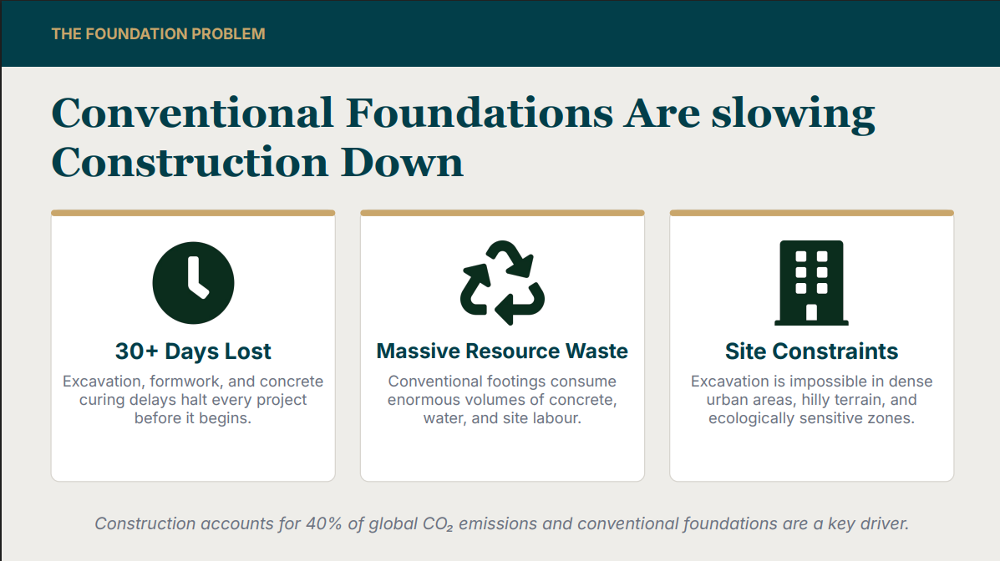 THE FOUNDATION PROBLEM
Conventional Foundations Are slowing
Construction Down
30+ Days Lost
Excavation, formwork, and concrete
curing delays halt every project
before it begins.
Massive Resource Waste
Conventional footings consume
enormous volumes of concrete,
water, and site labour.
Site Constraints
Excavation is impossible in dense
urban areas, hilly terrain, and
ecologically sensitive zones.
Construction accounts for 40% of global CO₂ emissions and conventional foundations are a key driver.